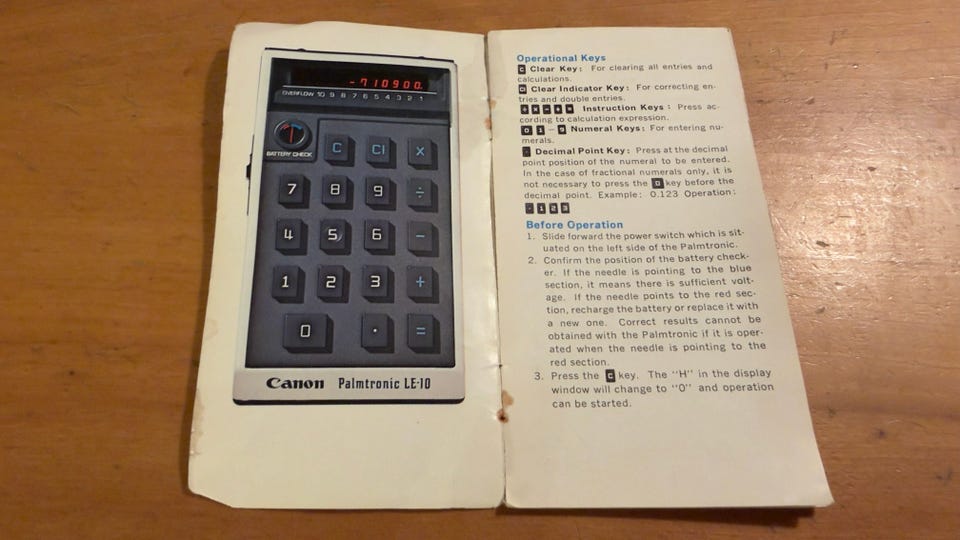 -710900.
OVERFLOW 10 9 8 7 6 5 4 3 2 1
BATTERY CHECK
C CI ×
7 8 9 ÷
4 5 6 −
1 2 3 +
0 · =
Canon Palmtronic LE-10
Operational Keys
C Clear Key: For clearing all entries and
calculations.
CI Clear Indicator Key: For correcting en-
tries and double entries.
÷ × − + = Instruction Keys: Press ac-
cording to calculation expression.
0 1 – 9 Numeral Keys: For entering nu-
merals.
· Decimal Point Key: Press at the decimal
point position of the numeral to be entered.
In the case of fractional numerals only, it is
not necessary to press the 0 key before the
decimal point. Example: 0.123 Operation:
· 1 2 3
Before Operation
1. Slide forward the power switch which is sit-
uated on the left side of the Palmtronic.
2. Confirm the position of the battery check-
er. If the needle is pointing to the blue
section, it means there is sufficient volt-
age. If the needle points to the red sec-
tion, recharge the battery or replace it with
a new one. Correct results cannot be
obtained with the Palmtronic if it is oper-
ated when the needle is pointing to the
red section.
3. Press the C key. The "H" in the display
window will change to "0" and operation
can be started.